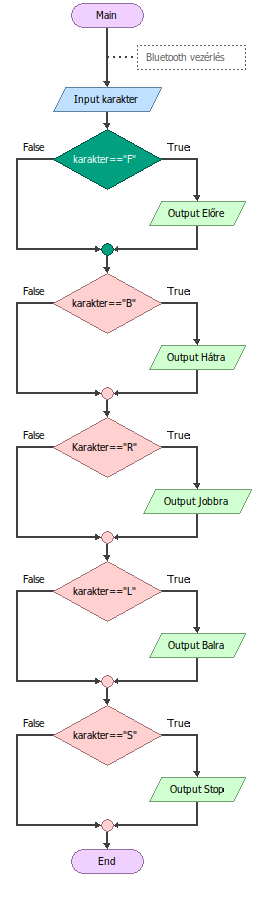 Main
Bluetooth vezérlés
Input karakter
False
True
karakter=="F"
Output Előre
False
True
karakter=="B"
Output Hátra
False
True
Karakter=="R"
Output Jobbra
False
True
karakter=="L"
Output Balra
False
True
karakter=="S"
Output Stop
End